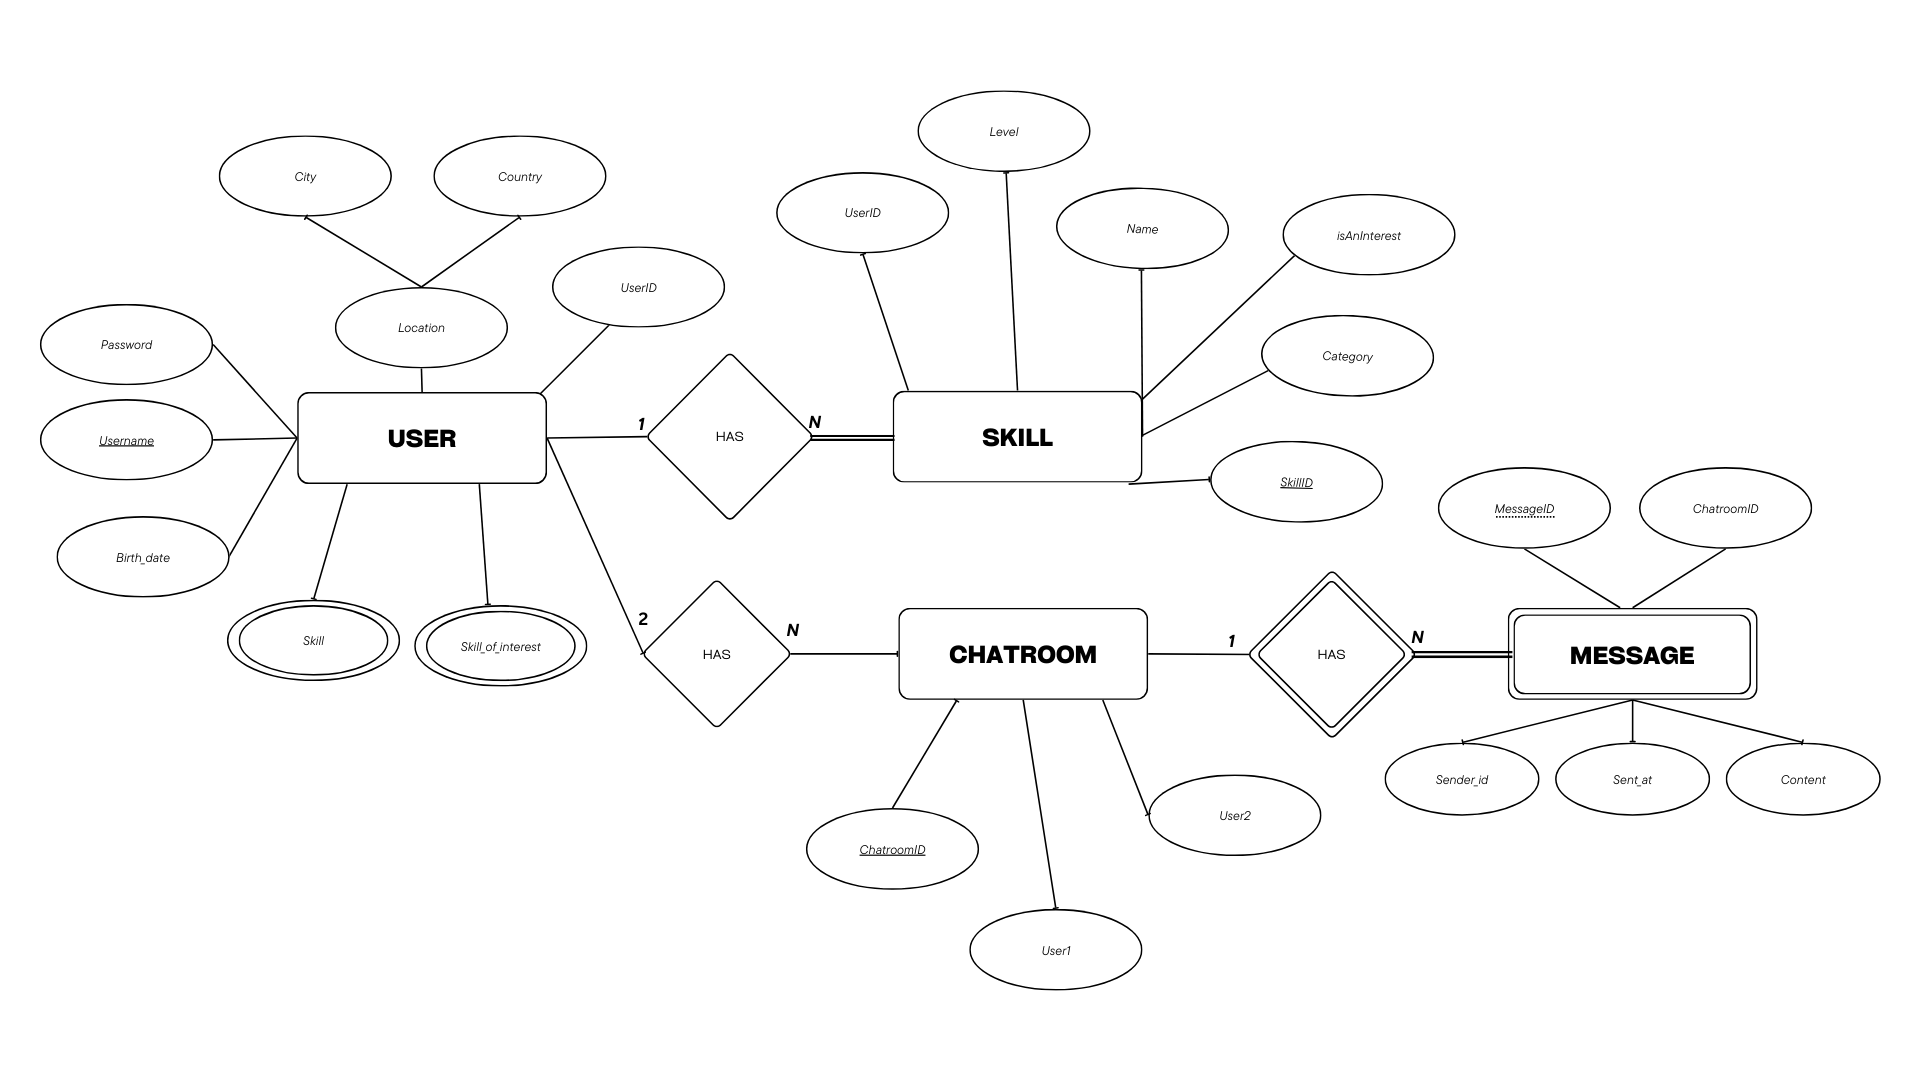 Level
City
Country
UserID
Name
isAnInterest
UserID
Location
Password
Category
Username
USER
1
HAS
N
SKILL
SkillID
MessageID
ChatroomID
Birth_date
Skill
Skill_of_interest
2
HAS
N
CHATROOM
1
HAS
N
MESSAGE
Sender_id
Sent_at
Content
User2
ChatroomID
User1